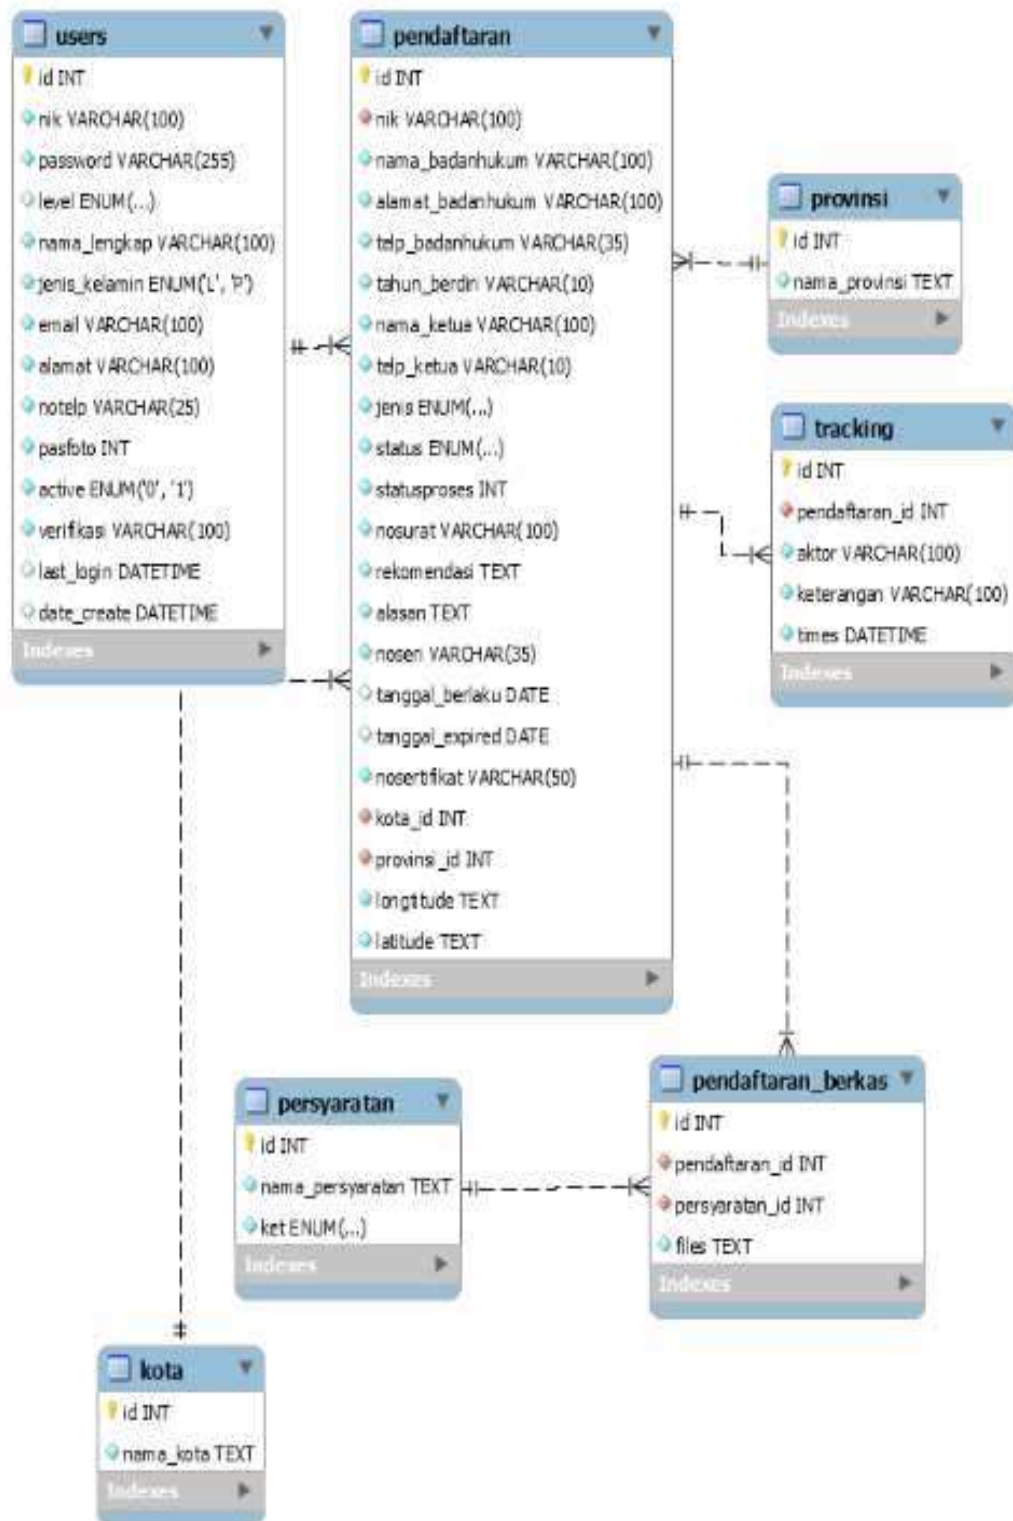 users
id INT
nik VARCHAR(100)
password VARCHAR(255)
level ENUM(...)
nama_lengkap VARCHAR(100)
jenis_kelamin ENUM('L', 'P')
email VARCHAR(100)
alamat VARCHAR(100)
notelp VARCHAR(25)
pasfoto INT
active ENUM('0', '1')
verifikasi VARCHAR(100)
last_login DATETIME
date_create DATETIME
Indexes
pendaftaran
id INT
nik VARCHAR(100)
nama_badanhukum VARCHAR(100)
alamat_badanhukum VARCHAR(100)
telp_badanhukum VARCHAR(35)
tahun_berdiri VARCHAR(10)
nama_ketua VARCHAR(100)
telp_ketua VARCHAR(10)
jenis ENUM(...)
status ENUM(...)
statusproses INT
nosurat VARCHAR(100)
rekomendasi TEXT
alasan TEXT
nosen VARCHAR(35)
tanggal_berlaku DATE
tanggal_expired DATE
nosertifikat VARCHAR(50)
kota_id INT
provinsi_id INT
longtitude TEXT
latitude TEXT
Indexes
provinsi
id INT
nama_provinsi TEXT
Indexes
tracking
id INT
pendaftaran_id INT
aktor VARCHAR(100)
keterangan VARCHAR(100)
times DATETIME
Indexes
persyaratan
id INT
nama_persyaratan TEXT
ket ENUM(...)
Indexes
pendaftaran_berkas
id INT
pendaftaran_id INT
persyaratan_id INT
files TEXT
Indexes
kota
id INT
nama_kota TEXT
Indexes